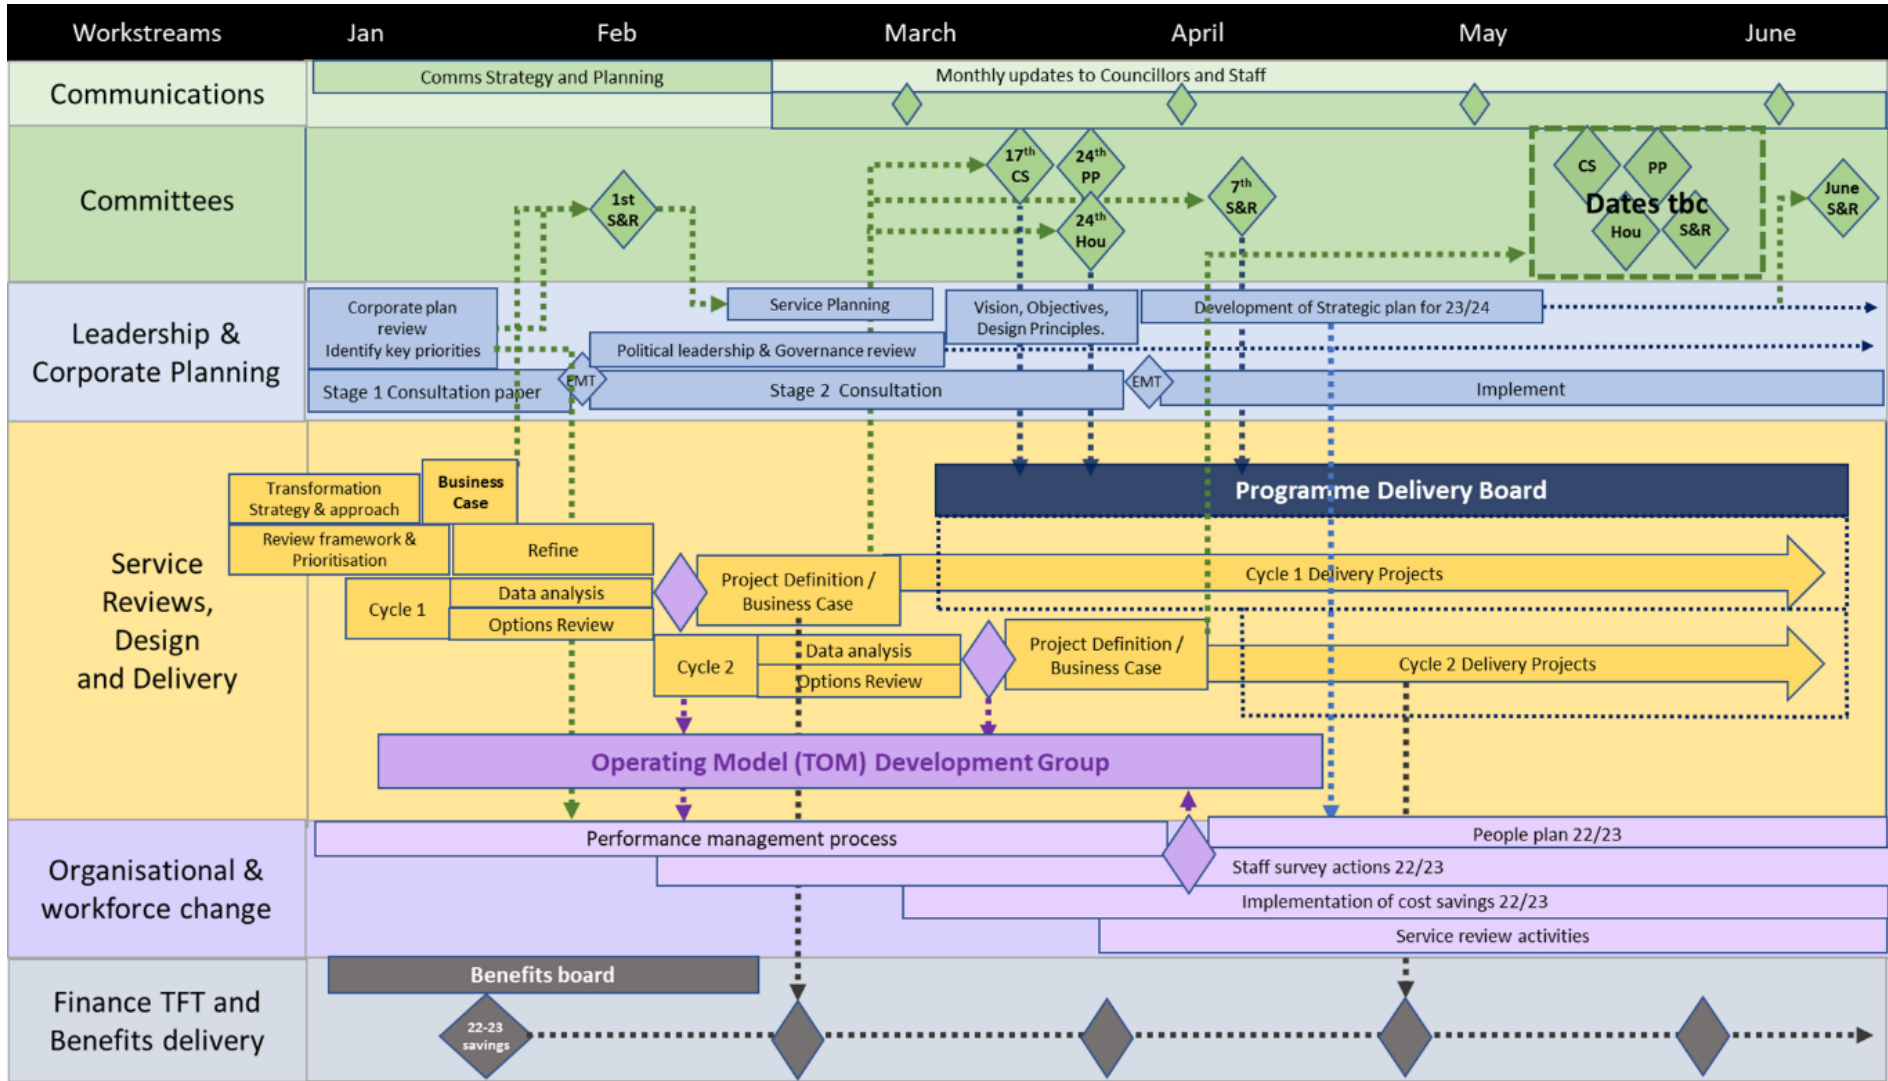 Workstreams
Jan
Feb
March
April
May
June
Communications
Comms Strategy and Planning
Monthly updates to Councillors and Staff
Committees
1st
S&R
17th
CS
24th
PP
24th
Hou
7th
S&R
CS
PP
Dates tbc
Hou
S&R
June
S&R
Leadership &
Corporate Planning
Corporate plan
review
Identify key priorities
Service Planning
Vision, Objectives,
Design Principles.
Development of Strategic plan for 23/24
Political leadership & Governance review
Stage 1 Consultation paper
EMT
Stage 2 Consultation
EMT
Implement
Service
Reviews,
Design
and Delivery
Transformation
Strategy & approach
Business
Case
Programme Delivery Board
Review framework &
Prioritisation
Refine
Cycle 1
Data analysis
Options Review
Project Definition /
Business Case
Cycle 1 Delivery Projects
Cycle 2
Data analysis
Options Review
Project Definition /
Business Case
Cycle 2 Delivery Projects
Operating Model (TOM) Development Group
Organisational &
workforce change
Performance management process
People plan 22/23
Staff survey actions 22/23
Implementation of cost savings 22/23
Service review activities
Finance TFT and
Benefits delivery
Benefits board
22-23
savings